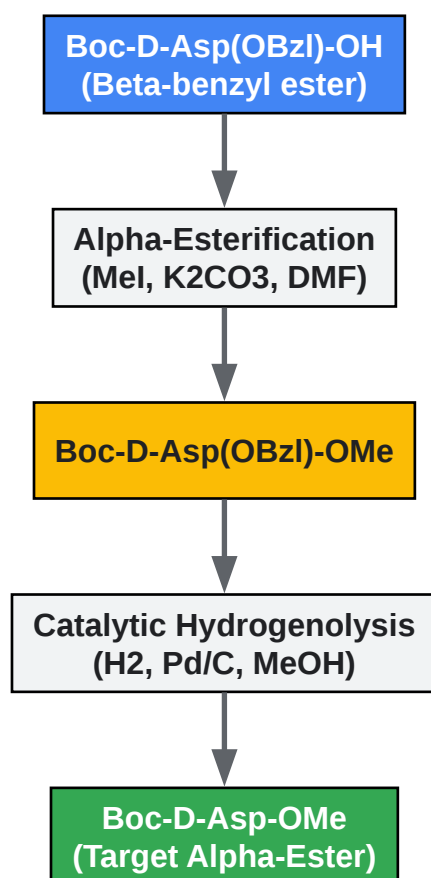 Boc-D-Asp(OBzl)-OH
(Beta-benzyl ester)
Alpha-Esterification
(MeI, K2CO3, DMF)
Boc-D-Asp(OBzl)-OMe
Catalytic Hydrogenolysis
(H2, Pd/C, MeOH)
Boc-D-Asp-OMe
(Target Alpha-Ester)